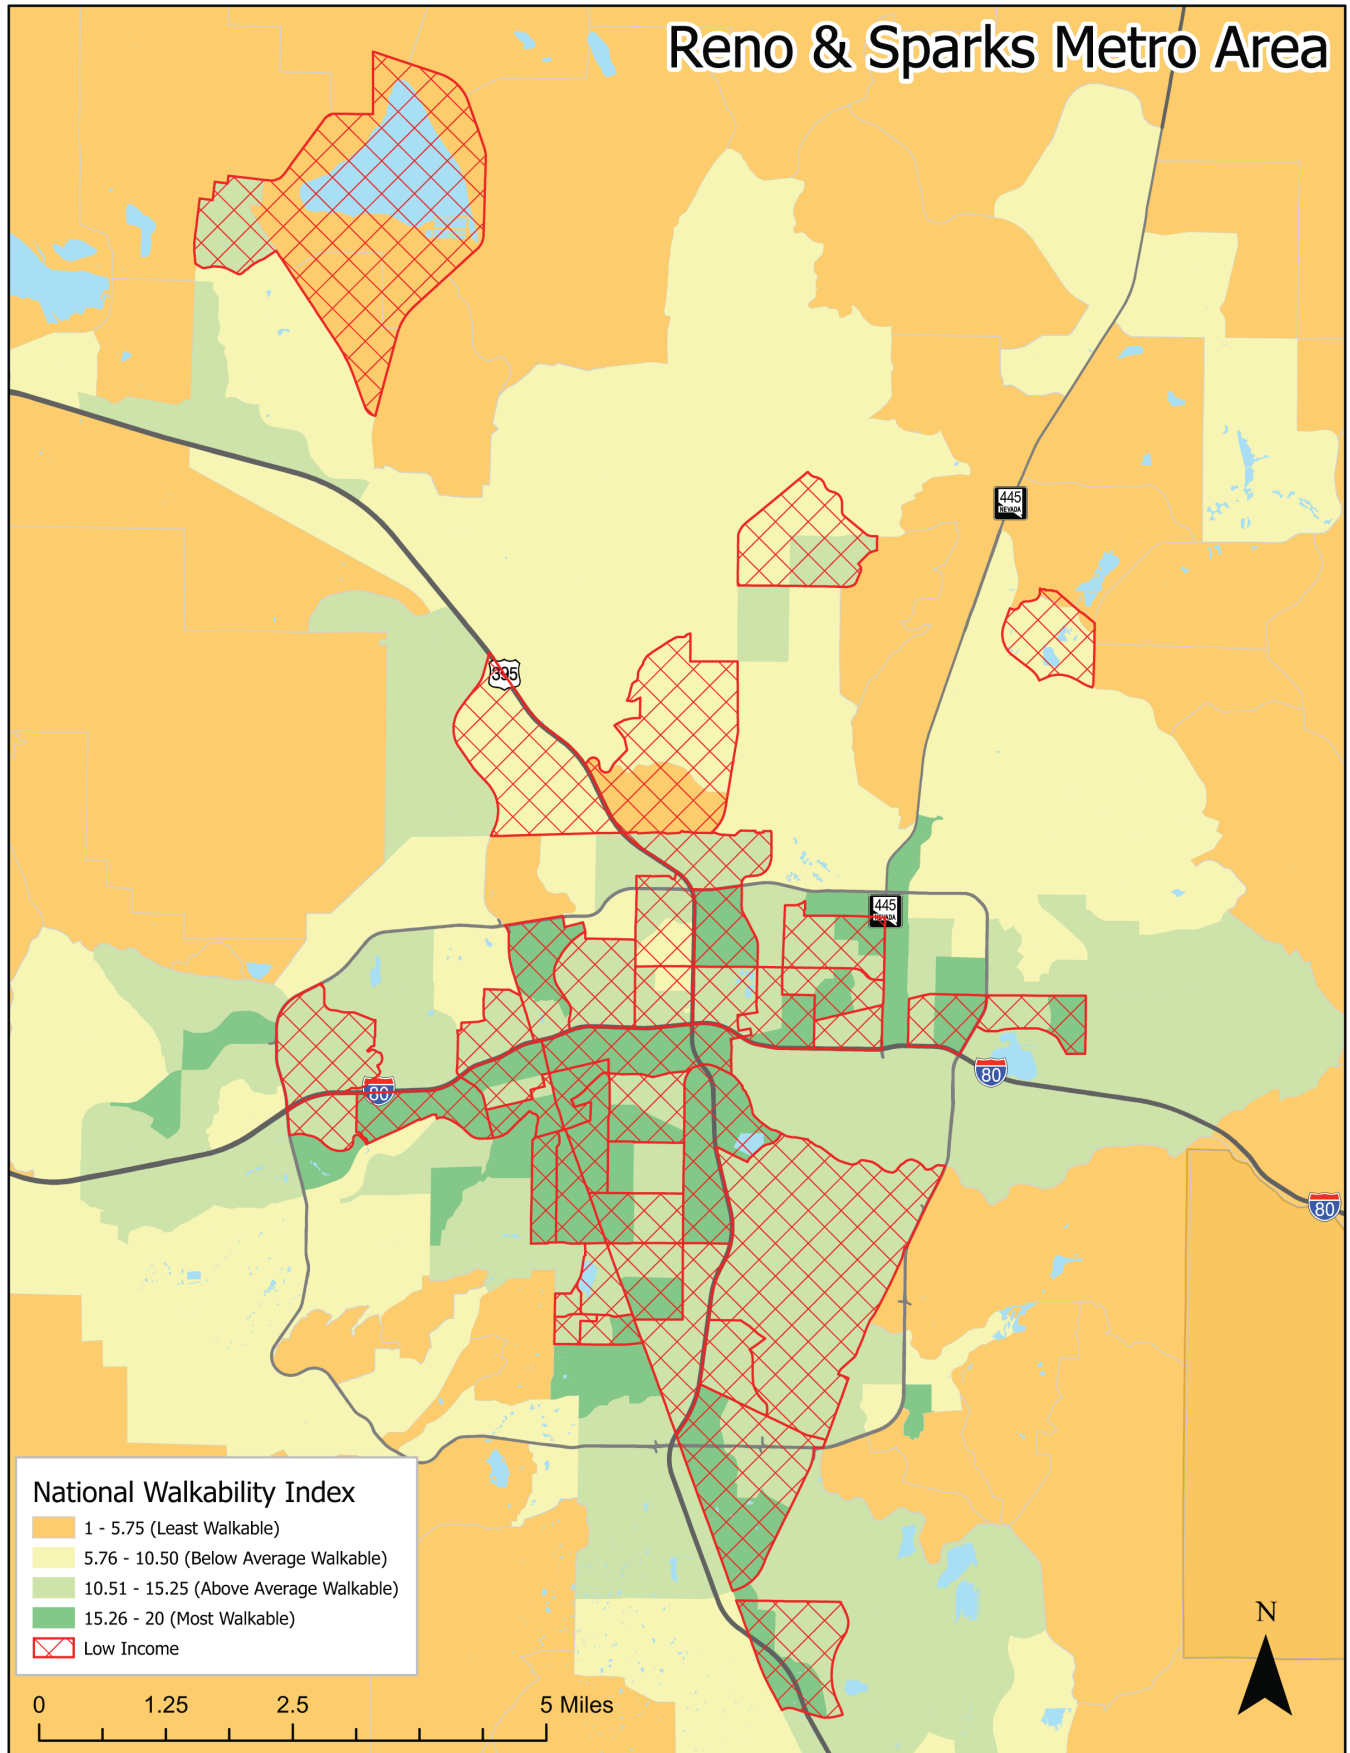 Reno & Sparks Metro Area
445
NEVADA
395
445
NEVADA
80
80
80
National Walkability Index
1 - 5.75 (Least Walkable)
5.76 - 10.50 (Below Average Walkable)
10.51 - 15.25 (Above Average Walkable)
15.26 - 20 (Most Walkable)
Low Income
N
0 1.25 2.5 5 Miles